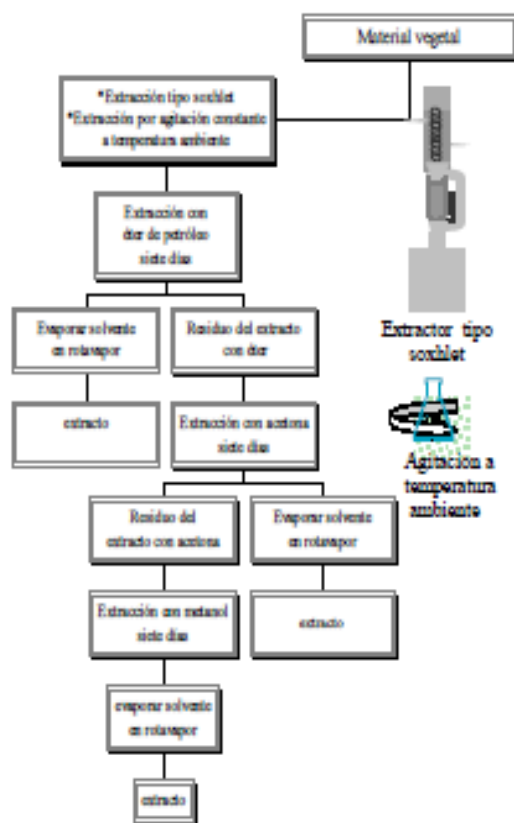 Material vegetal
*Extracción tipo soxhlet
*Extracción por agitación constante
a temperatura ambiente
Extracción con
éter de petróleo
siete días
Evaporar solvente
en rotavapor
Residuo del extracto
con éter
Extractor tipo
soxhlet
extracto
Extracción con acetona
siete días
Agitación a
temperatura
ambiente
Residuo del
extracto con acetona
Evaporar solvente
en rotavapor
Extracción con metanol
siete días
extracto
evaporar solvente
en rotavapor
extracto